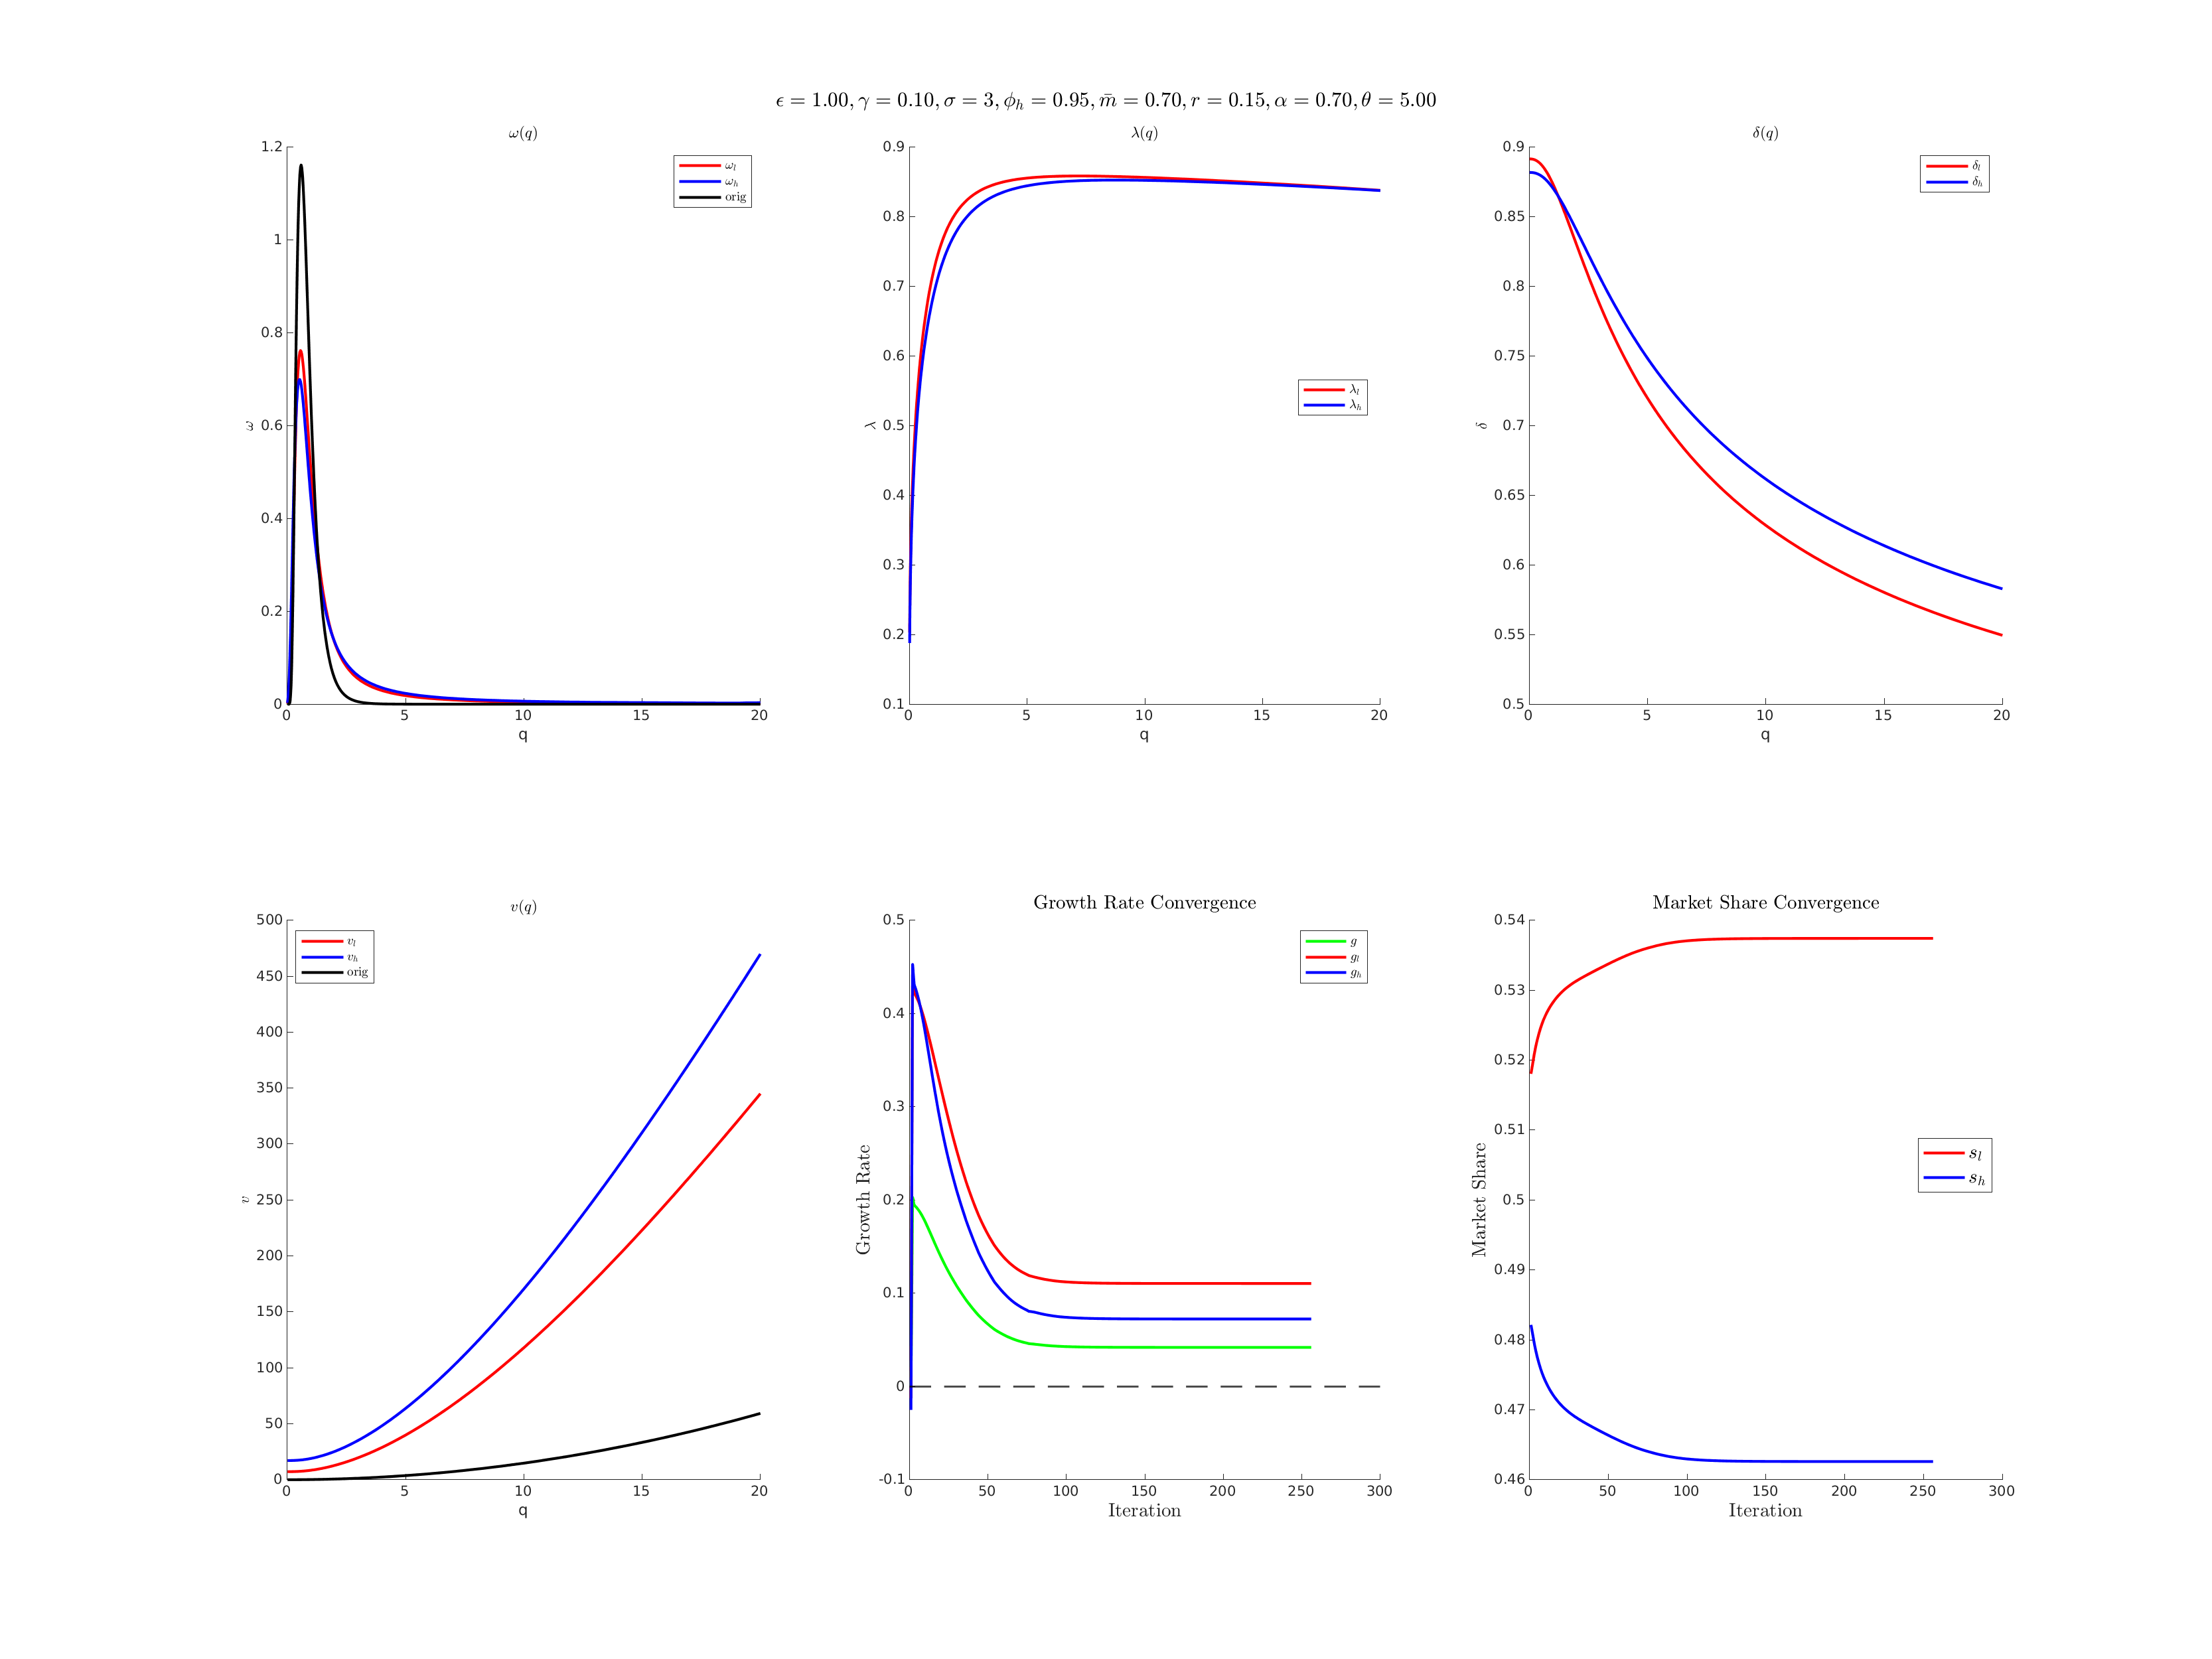 ϵ = 1.00, γ = 0.10, σ = 3, ϕ_h = 0.95, m̄ = 0.70, r = 0.15, α = 0.70, θ = 5.00
ω(q)
1.2
1
0.8
0.6
0.4
0.2
0
ω
0 5 10 15 20
q
ω_l
ω_h
orig
λ(q)
0.9
0.8
0.7
0.6
0.5
0.4
0.3
0.2
0.1
λ
0 5 10 15 20
q
λ_l
λ_h
δ(q)
0.9
0.85
0.8
0.75
0.7
0.65
0.6
0.55
0.5
δ
0 5 10 15 20
q
δ_l
δ_h
v(q)
500
450
400
350
300
250
200
150
100
50
0
v
0 5 10 15 20
q
v_l
v_h
orig
Growth Rate Convergence
0.5
0.4
0.3
0.2
0.1
0
-0.1
Growth Rate
0 50 100 150 200 250 300
Iteration
g
g_l
g_h
Market Share Convergence
0.54
0.53
0.52
0.51
0.5
0.49
0.48
0.47
0.46
Market Share
0 50 100 150 200 250 300
Iteration
s_l
s_h